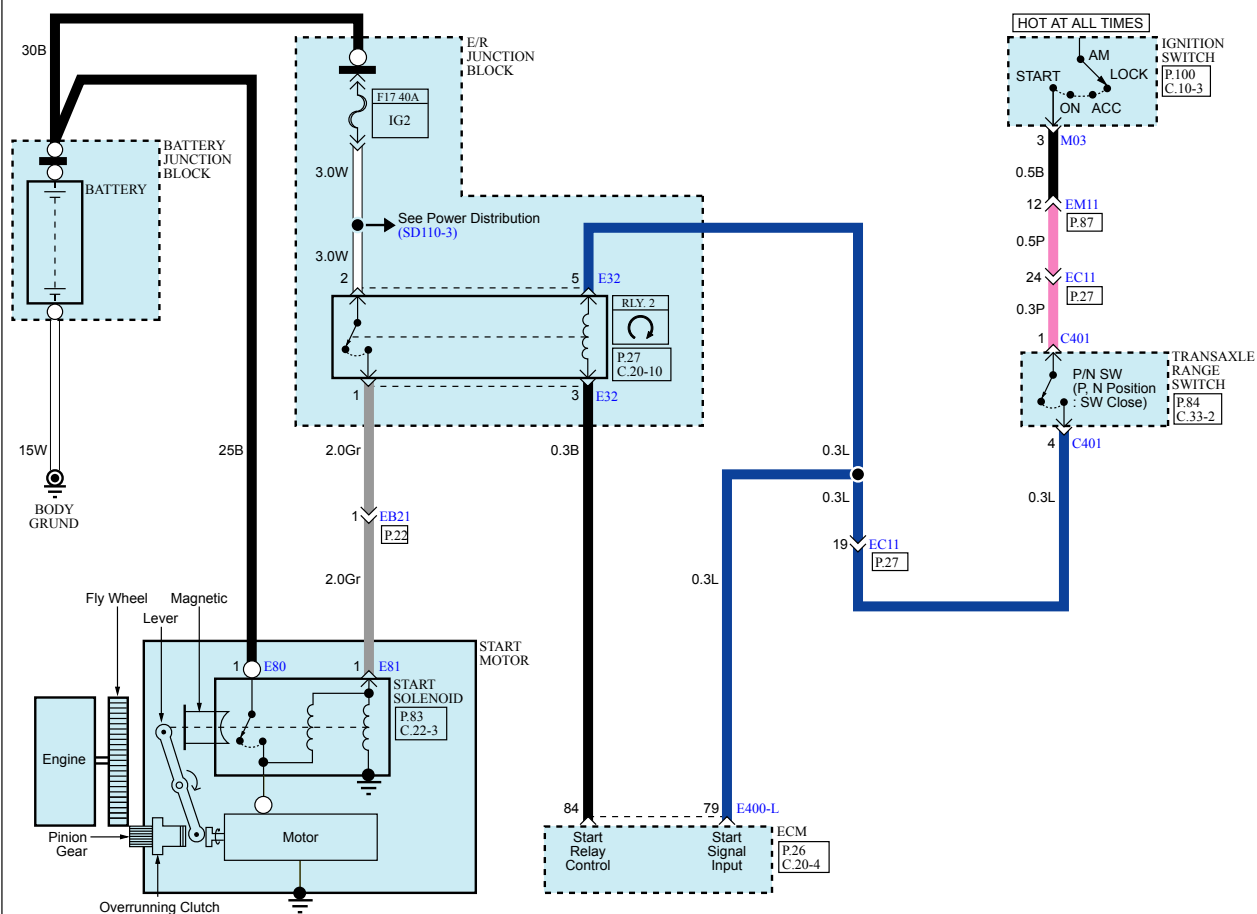 HOT AT ALL TIMES
30B
E/R
JUNCTION
BLOCK
IGNITION
SWITCH
P.100
C.10-3
AM
START
LOCK
ON
ACC
F17 40A
IG2
3
M03
0.5B
BATTERY
JUNCTION
BLOCK
BATTERY
3.0W
12
EM11
P.87
See Power Distribution
(SD110-3)
0.5P
3.0W
24
EC11
P.27
2
5
E32
0.3P
RLY. 2
P.27
C.20-10
1
C401
TRANSAXLE
RANGE
SWITCH
P.84
C.33-2
P/N SW
(P, N Position
: SW Close)
1
3
E32
4
C401
15W
25B
2.0Gr
0.3B
0.3L
0.3L
0.3L
BODY
GRUND
1
EB21
P.22
19
EC11
P.27
2.0Gr
0.3L
Fly Wheel
Magnetic
Lever
START
MOTOR
1
E80
1
E81
START
SOLENOID
P.83
C.22-3
Engine
84
79
E400-L
Pinion
Gear
Motor
Start
Relay
Control
Start
Signal
Input
ECM
P.26
C.20-4
Overrunning Clutch